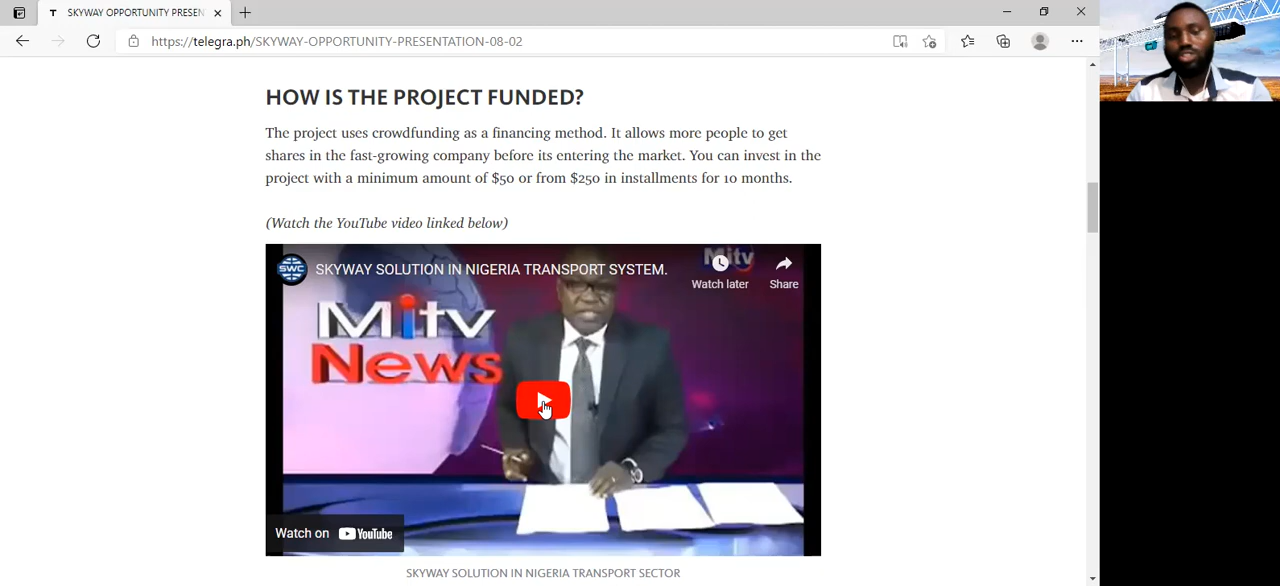 SKYWAY OPPORTUNITY PRESEN
https://telegra.ph/SKYWAY-OPPORTUNITY-PRESENTATION-08-02
HOW IS THE PROJECT FUNDED?
The project uses crowdfunding as a financing method. It allows more people to get
shares in the fast-growing company before its entering the market. You can invest in the
project with a minimum amount of $50 or from $250 in installments for 10 months.
(Watch the YouTube video linked below)
SWC
SKYWAY SOLUTION IN NIGERIA TRANSPORT SYSTEM.
Mitv
Watch later
Share
Mitv
News
Watch on YouTube
SKYWAY SOLUTION IN NIGERIA TRANSPORT SECTOR